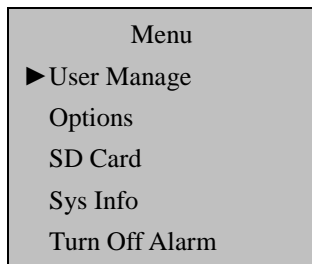 Menu
►User Manage
Options
SD Card
Sys Info
Turn Off Alarm